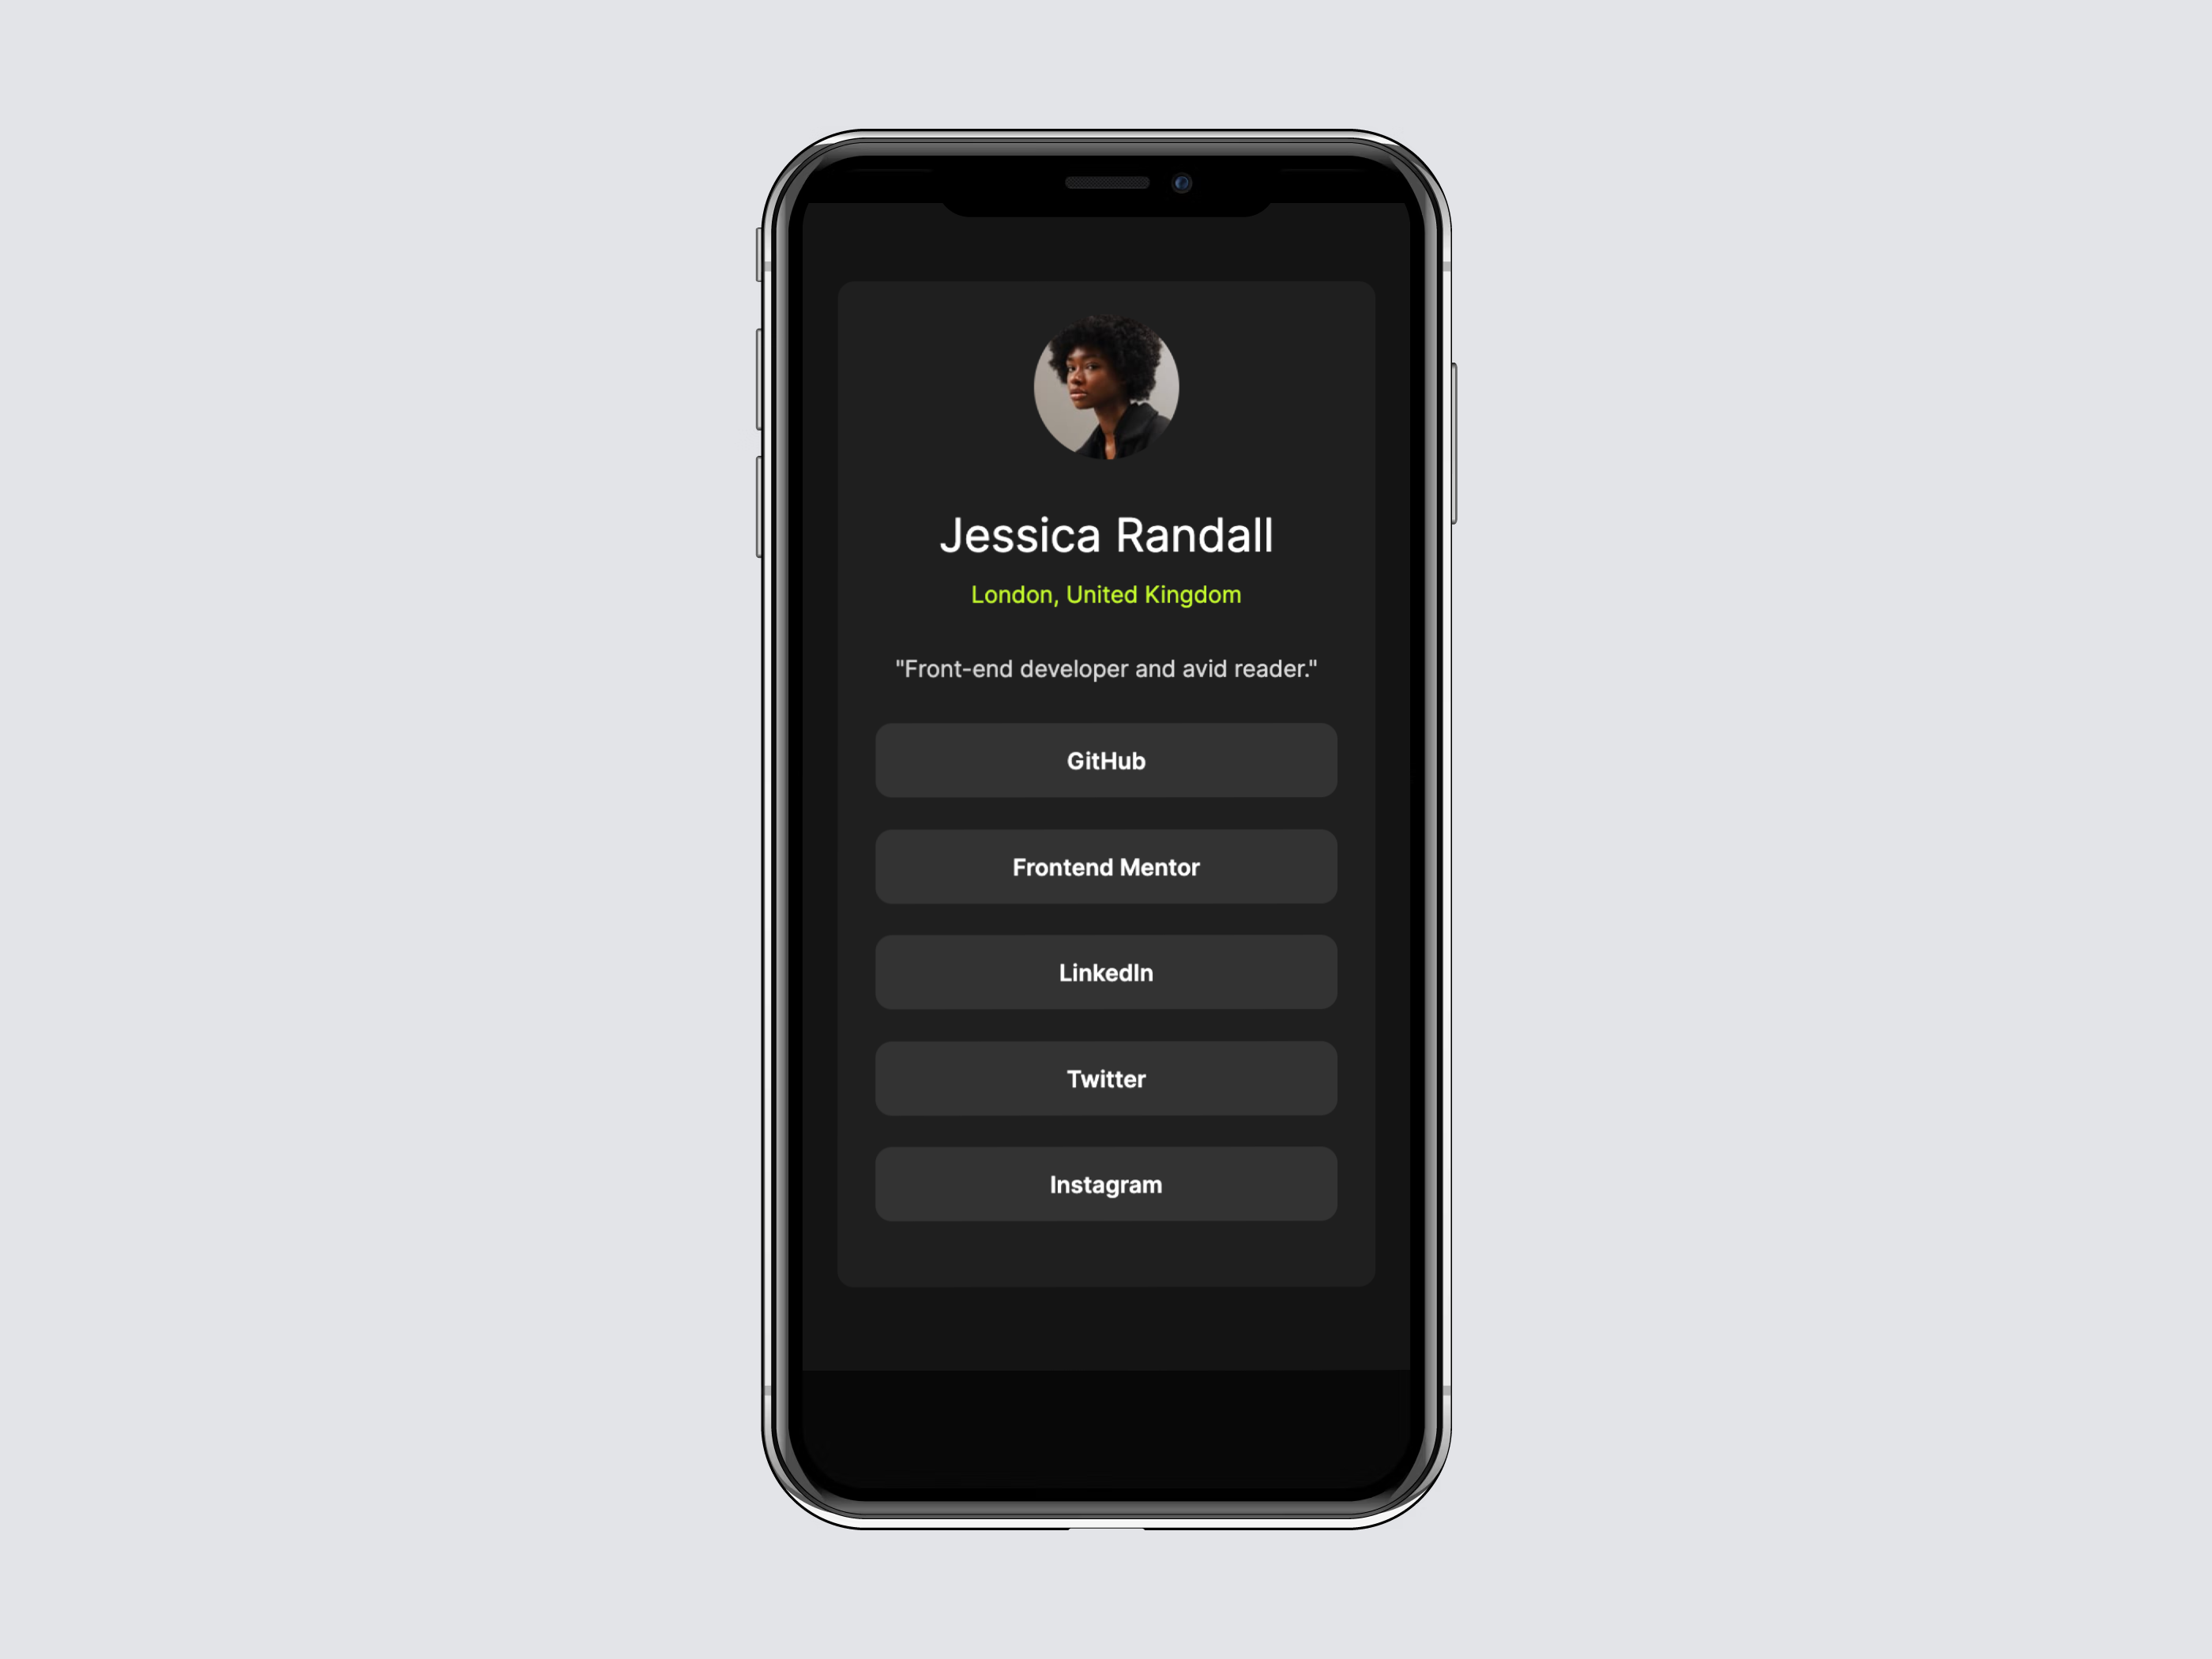 Jessica Randall
London, United Kingdom
"Front-end developer and avid reader."
GitHub
Frontend Mentor
LinkedIn
Twitter
Instagram